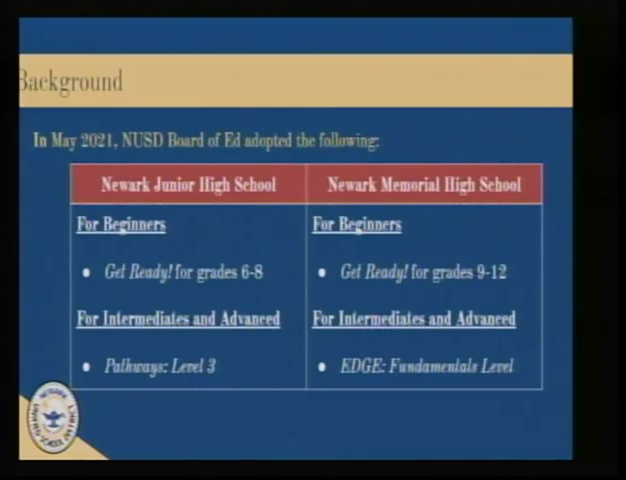 Background
In May 2021, NUSD Board of Ed adopted the following:
Newark Junior High School
Newark Memorial High School
For Beginners
• Get Ready! for grades 6-8
For Intermediates and Advanced
• Pathways: Level 3
For Beginners
• Get Ready! for grades 9-12
For Intermediates and Advanced
• EDGE: Fundamentals Level